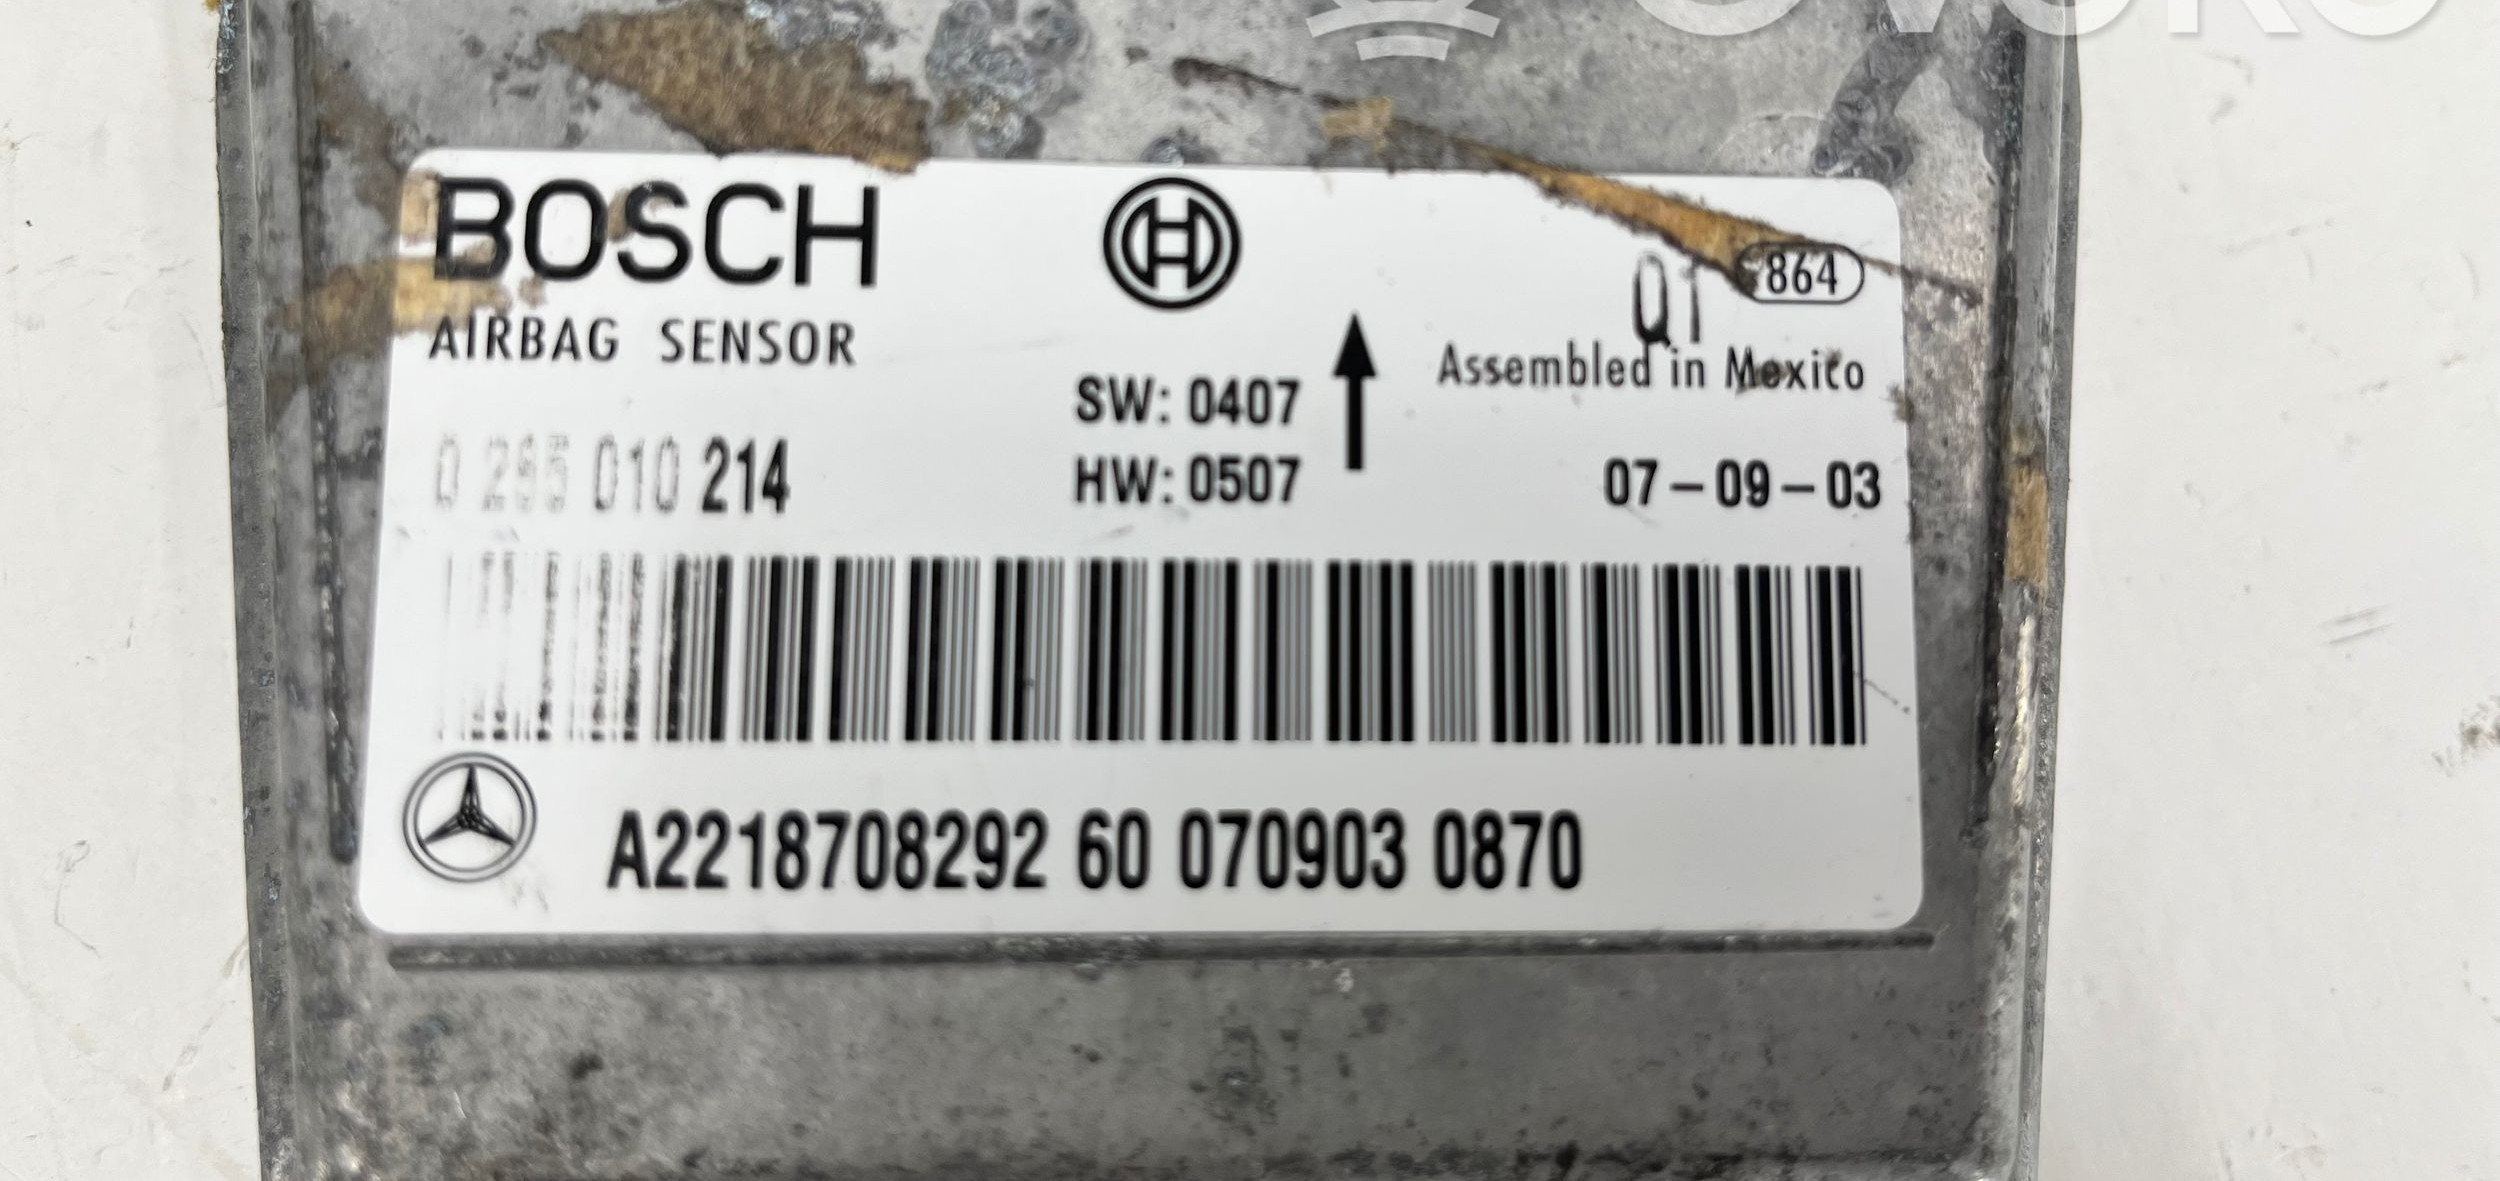 BOSCH
Q1 864
AIRBAG SENSOR
Assembled in Mexico
SW: 0407
0 285 010 214
HW: 0507
07-09-03
A2218708292 60 070903 0870